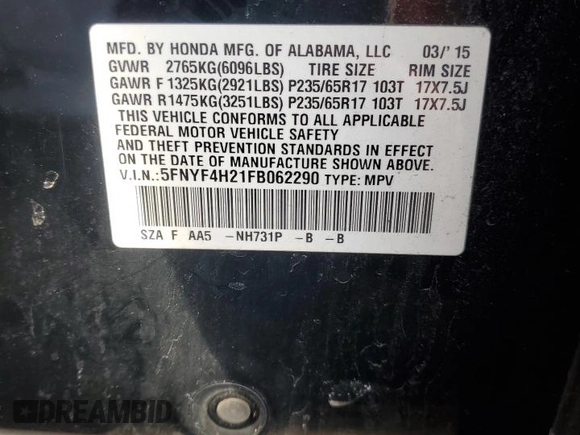 MFD. BY HONDA MFG. OF ALABAMA, LLC 03/'15
GVWR 2765KG(6096LBS) TIRE SIZE RIM SIZE
GAWR F 1325KG(2921LBS) P235/65R17 103T 17X7.5J
GAWR R 1475KG(3251LBS) P235/65R17 103T 17X7.5J
THIS VEHICLE CONFORMS TO ALL APPLICABLE
FEDERAL MOTOR VEHICLE SAFETY
AND THEFT PREVENTION STANDARDS IN EFFECT
ON THE DATE OF MANUFACTURE SHOWN ABOVE.
V.I.N.:5FNYF4H21FB062290 TYPE: MPV
SZA F AA5 -NH731P -B -B
DREAMBID